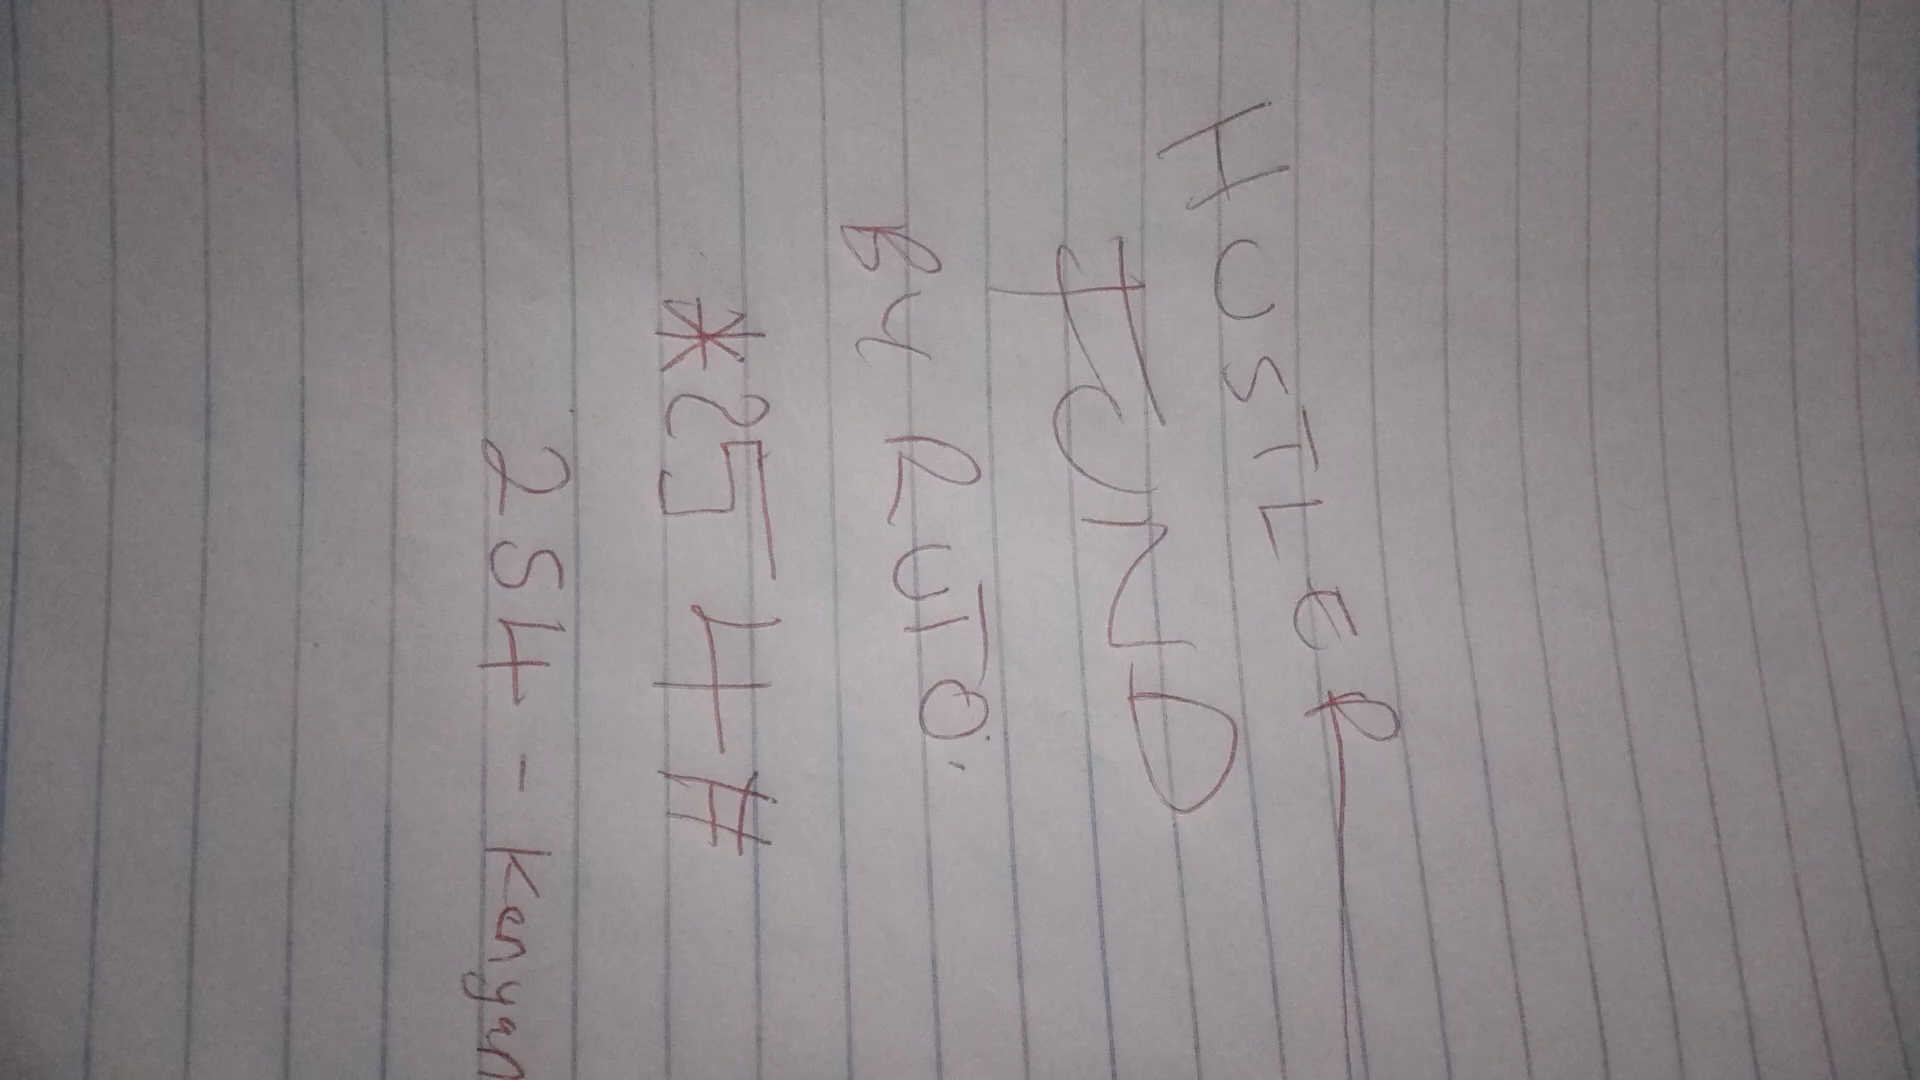 HUSTLER
FUND
BY RUTO.
*254#
254 - Kenyan